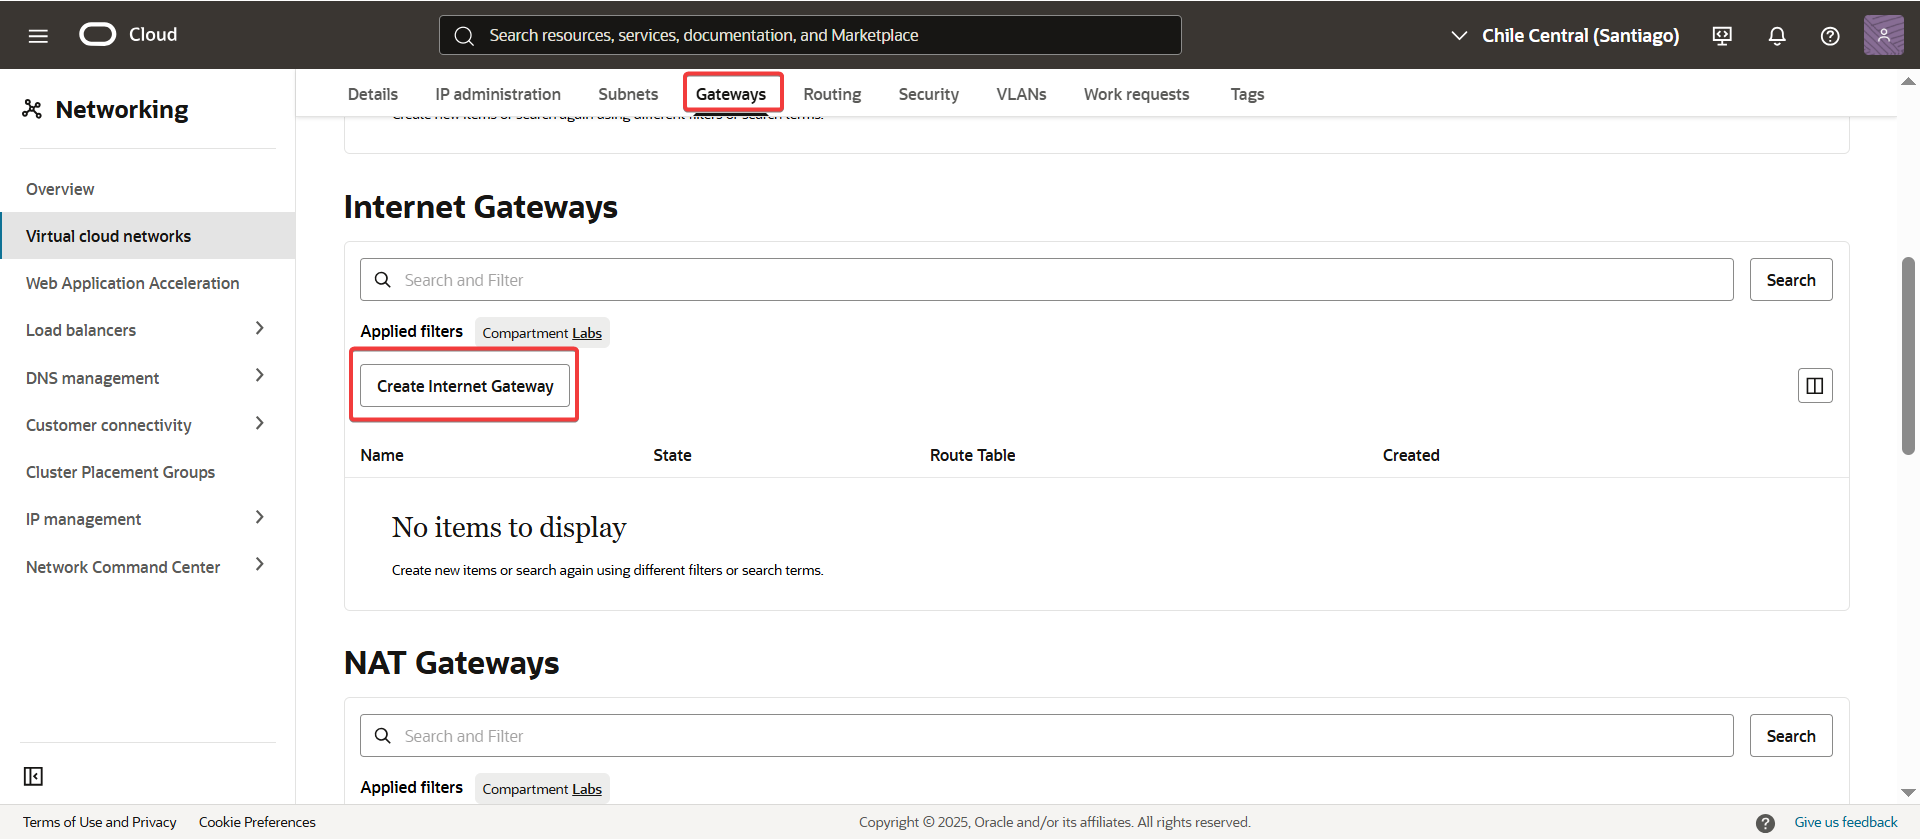 Cloud
Search resources, services, documentation, and Marketplace
Chile Central (Santiago)
Networking
Overview
Virtual cloud networks
Web Application Acceleration
Load balancers
DNS management
Customer connectivity
Cluster Placement Groups
IP management
Network Command Center
Details IP administration Subnets Gateways Routing Security VLANs Work requests Tags
Create new items or search again using different filters or search terms.
Internet Gateways
Search and Filter Search
Applied filters Compartment Labs
Create Internet Gateway
Name State Route Table Created
No items to display
Create new items or search again using different filters or search terms.
NAT Gateways
Search and Filter Search
Applied filters Compartment Labs
Terms of Use and Privacy Cookie Preferences Copyright © 2025, Oracle and/or its affiliates. All rights reserved. Give us feedback